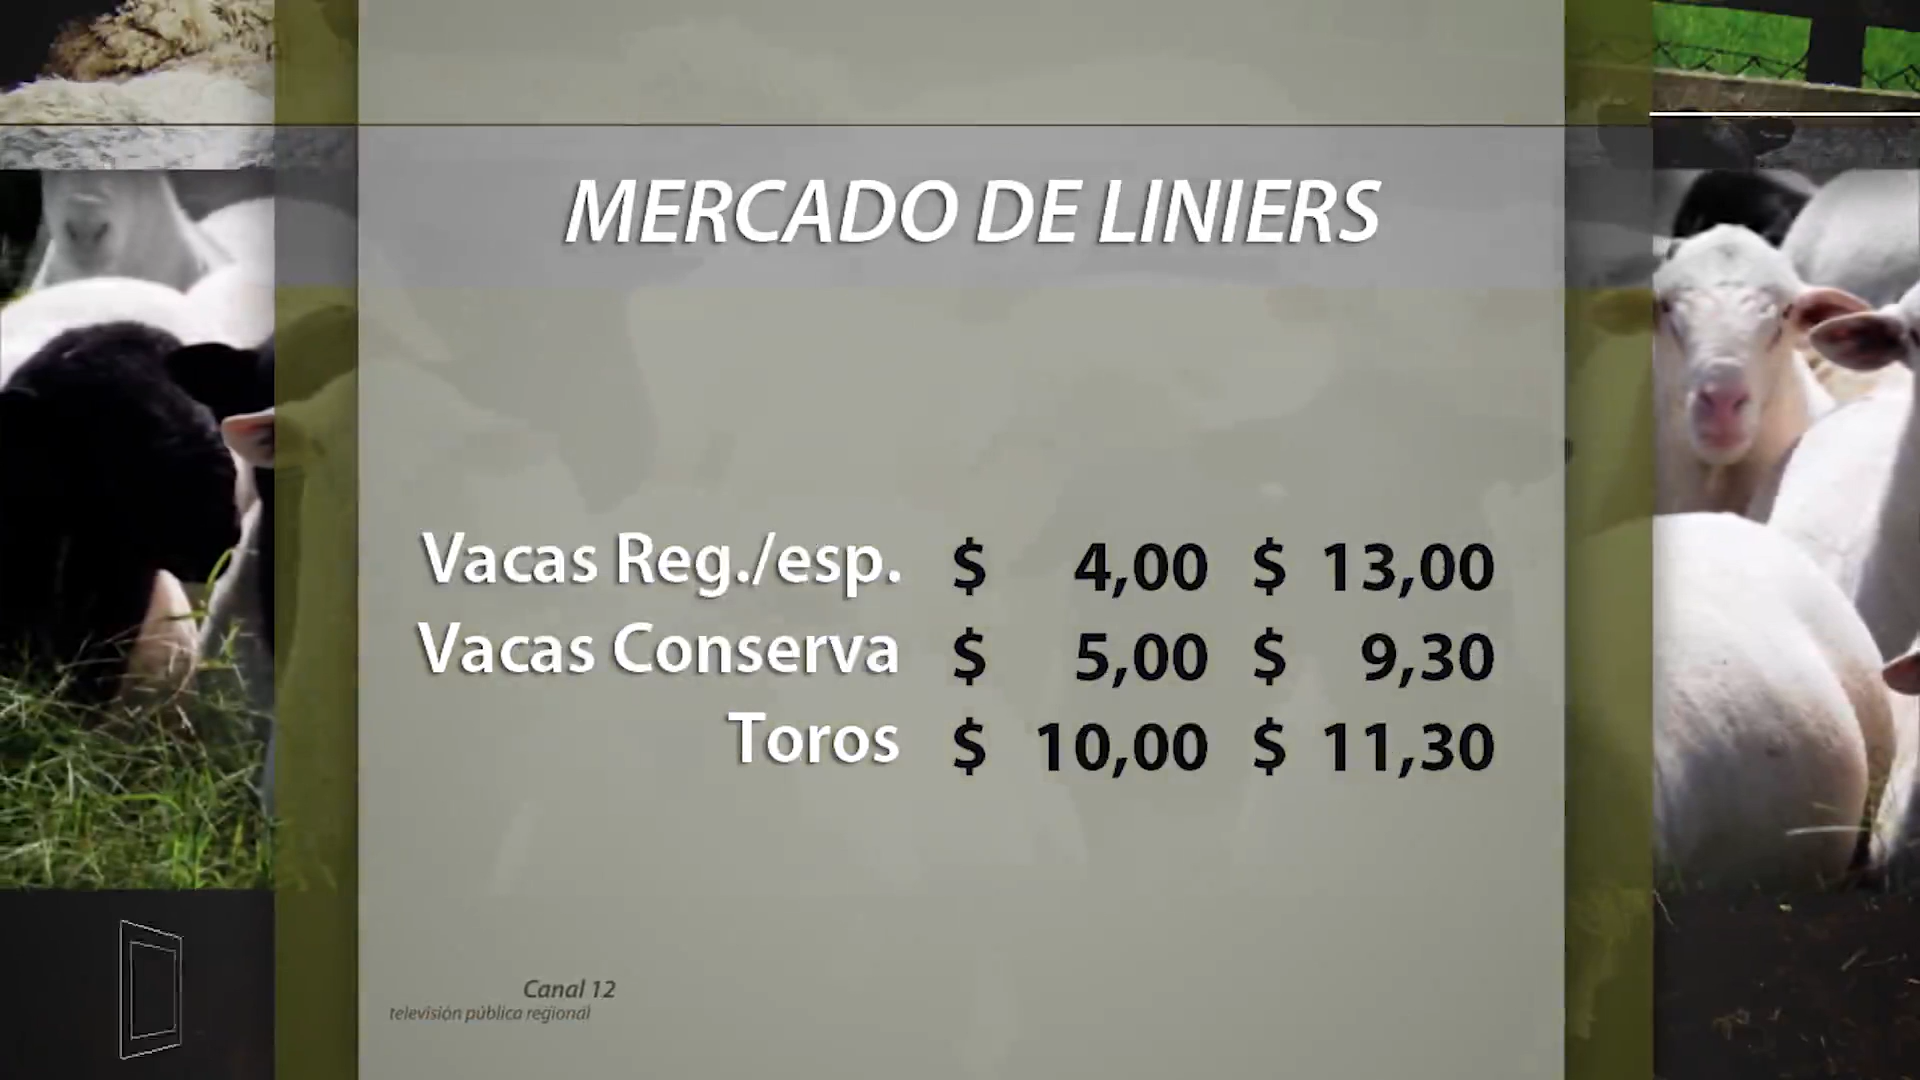 MERCADO DE LINIERS
Vacas Reg./esp. $ 4,00 $ 13,00
Vacas Conserva $ 5,00 $ 9,30
Toros $ 10,00 $ 11,30
Canal 12
televisión pública regional